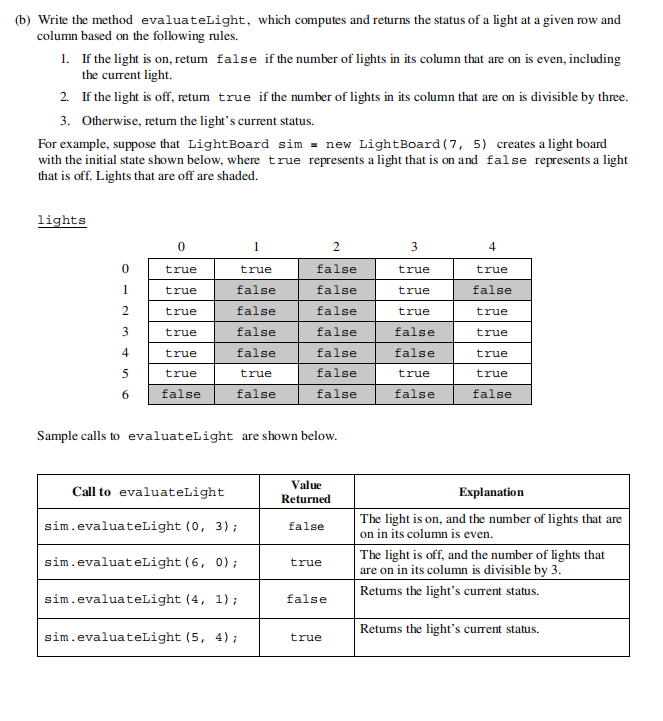 (b) Write the method evaluateLight, which computes and returns the status of a light at a given row and
column based on the following rules.
1. If the light is on, return false if the number of lights in its column that are on is even, including
the current light.
2. If the light is off, return true if the number of lights in its column that are on is divisible by three.
3. Otherwise, return the light's current status.
For example, suppose that LightBoard sim = new LightBoard(7, 5) creates a light board
with the initial state shown below, where true represents a light that is on and false represents a light
that is off. Lights that are off are shaded.
lights
0 1 2 3 4
0 true true false true true
1 true false false true false
2 true false false true true
3 true false false false true
4 true false false false true
5 true true false true true
6 false false false false false
Sample calls to evaluateLight are shown below.
Call to evaluateLight Value Returned Explanation
sim.evaluateLight(0, 3); false The light is on, and the number of lights that are
on in its column is even.
sim.evaluateLight(6, 0); true The light is off, and the number of lights that
are on in its column is divisible by 3.
sim.evaluateLight(4, 1); false Returns the light's current status.
sim.evaluateLight(5, 4); true Returns the light's current status.